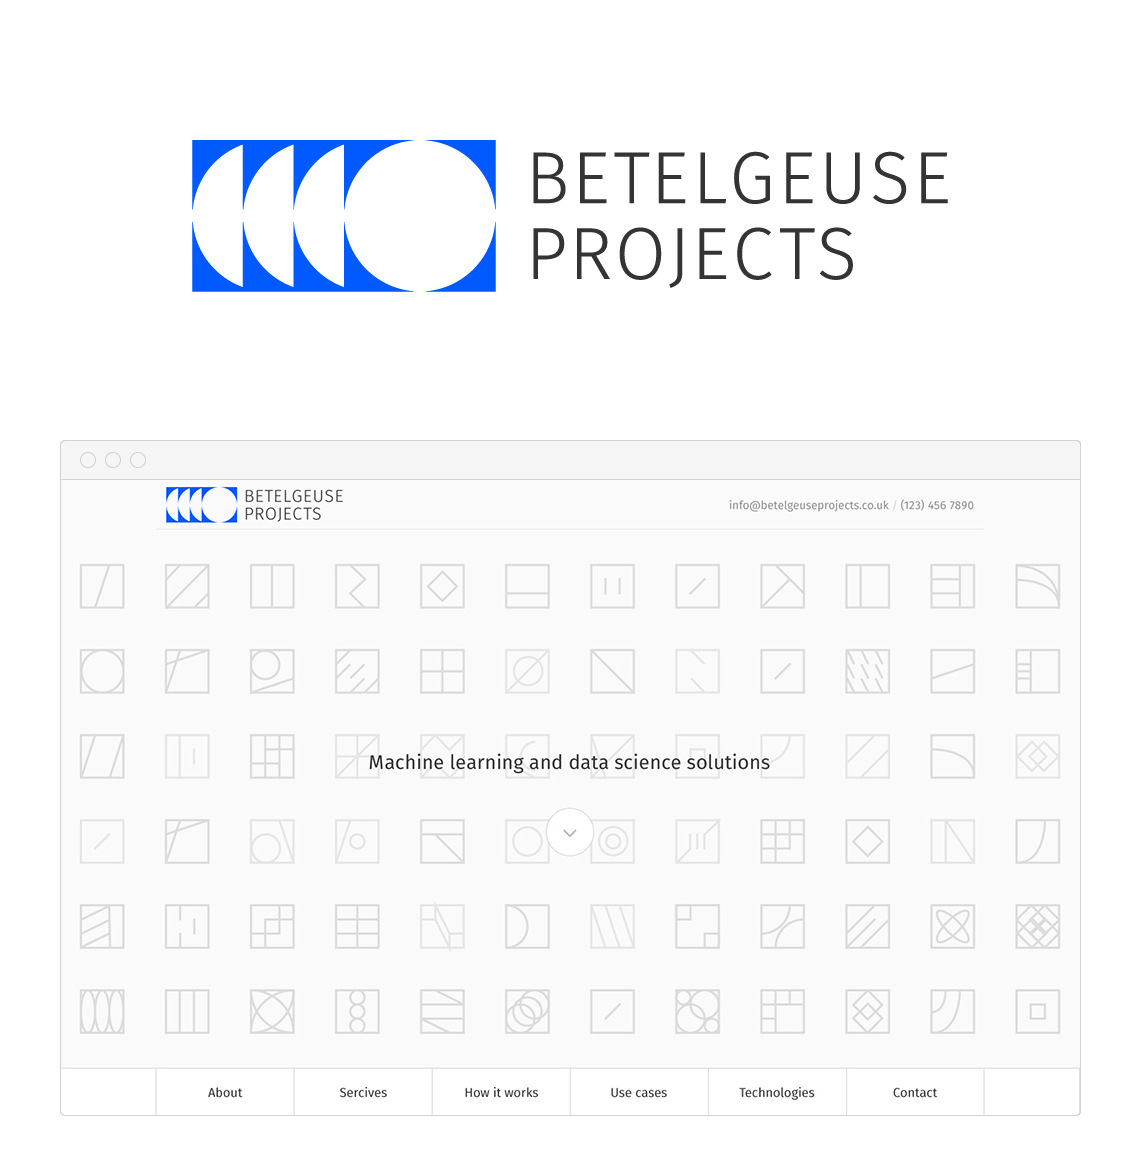 BETELGEUSE
PROJECTS
BETELGEUSE
PROJECTS
info@betelgeuseprojects.co.uk / (123) 456 7890
Machine learning and data science solutions
About
Sercives
How it works
Use cases
Technologies
Contact